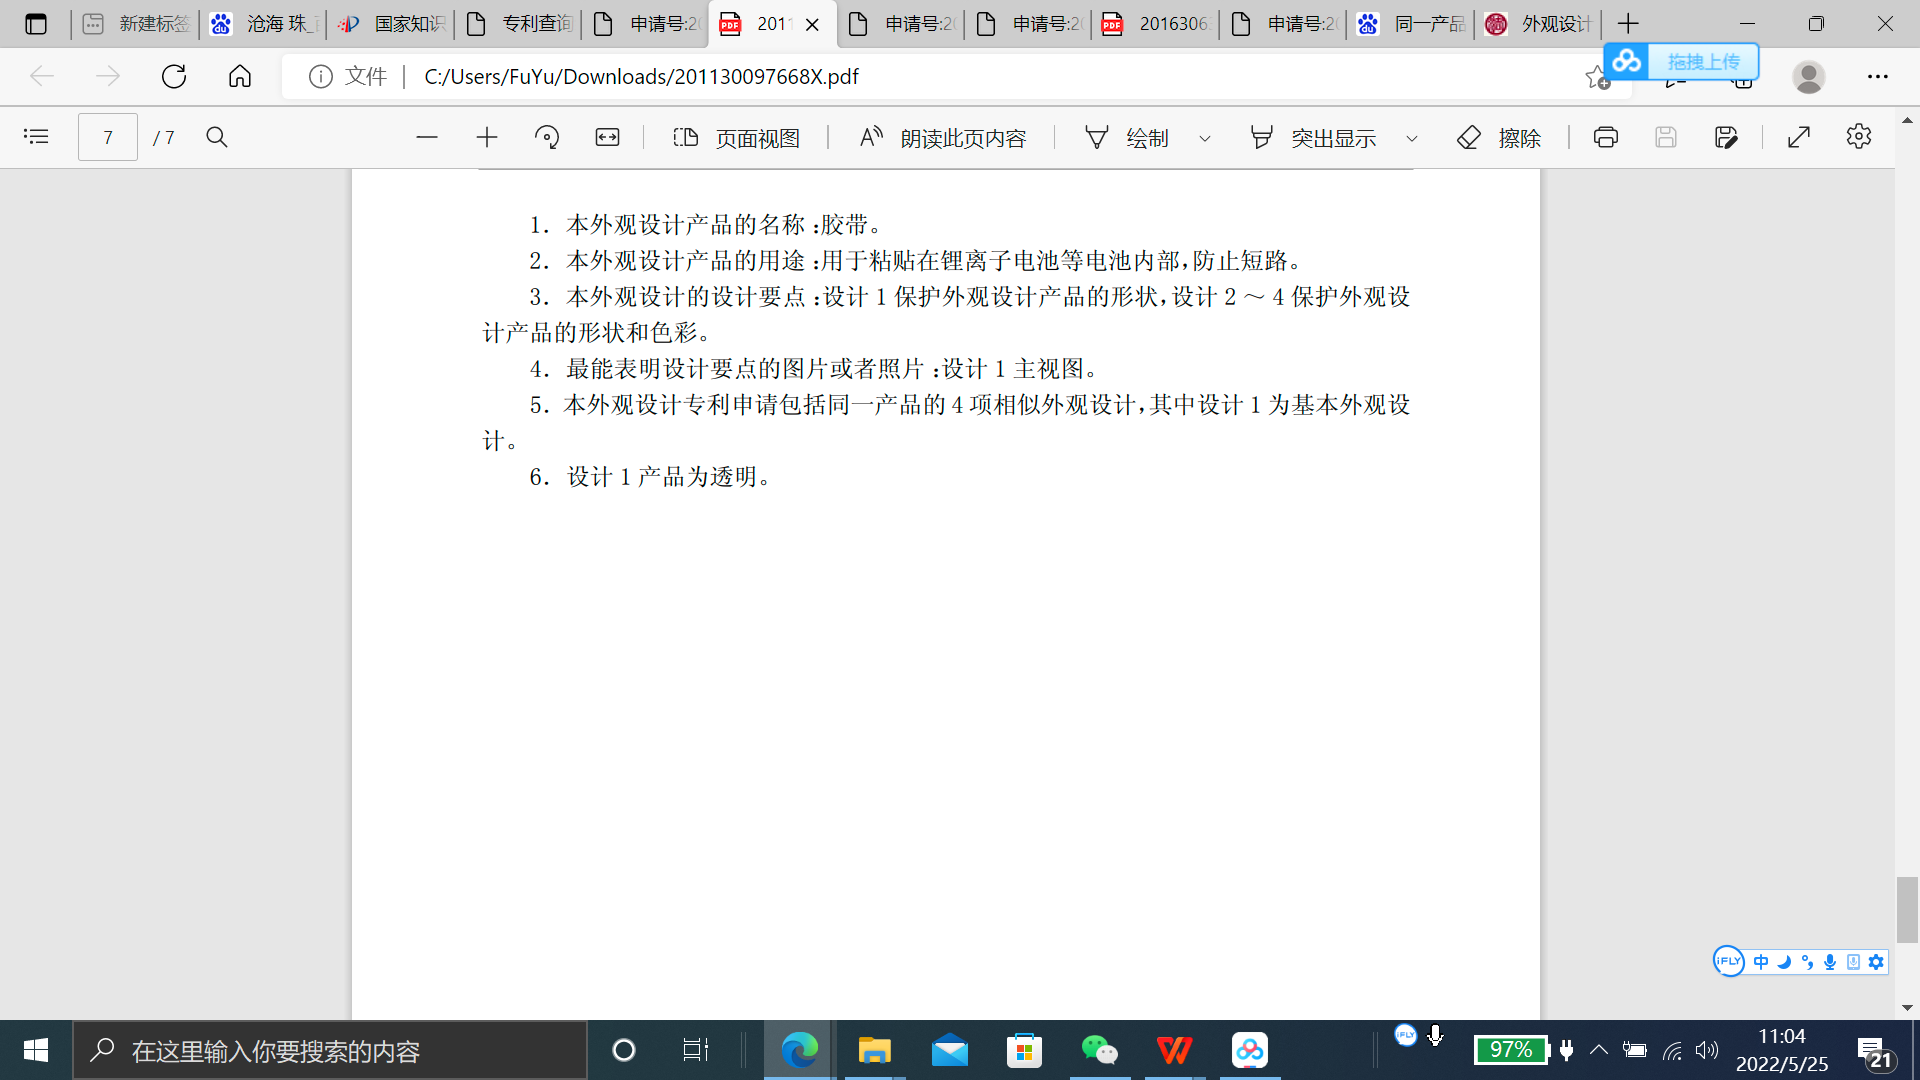 新建标签
沧海 珠_
国家知识
专利查询
申请号:20
2011
申请号:20
申请号:20
2016306
申请号:20
同一产品
外观设计
文件
C:/Users/FuYu/Downloads/201130097668X.pdf
拖拽上传
7 / 7
页面视图
朗读此页内容
绘制
突出显示
擦除
1. 本外观设计产品的名称:胶带。
2. 本外观设计产品的用途:用于粘贴在锂离子电池等电池内部,防止短路。
3. 本外观设计的设计要点:设计1保护外观设计产品的形状,设计2～4保护外观设
计产品的形状和色彩。
4. 最能表明设计要点的图片或者照片:设计1主视图。
5. 本外观设计专利申请包括同一产品的4项相似外观设计,其中设计1为基本外观设
计。
6. 设计1产品为透明。
iFLY 中
在这里输入你要搜索的内容
iFLY
97%
11:04
2022/5/25
21